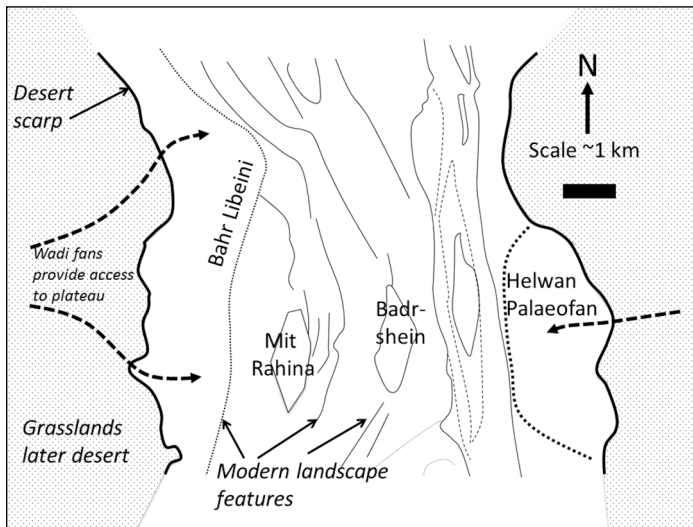 Desert
scarp
N
Scale ~1 km
Bahr Libeini
Wadi fans
provide access
to plateau
Helwan
Palaeofan
Badr-
shein
Mit
Rahina
Grasslands
later desert
Modern landscape
features